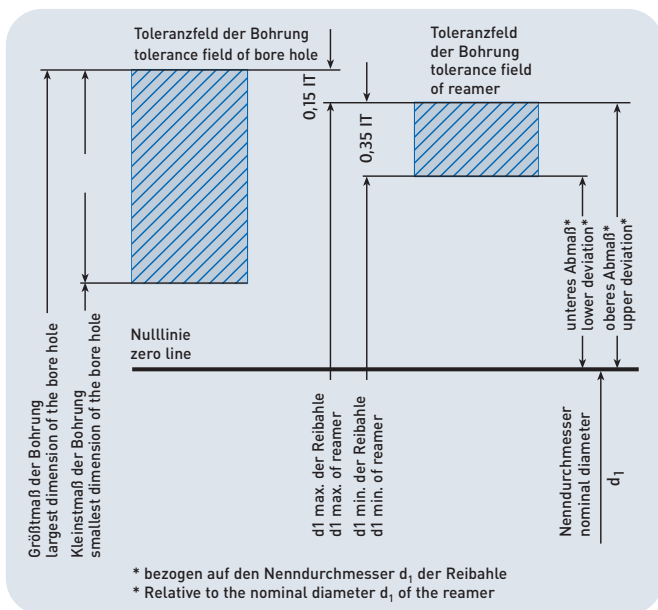 Toleranzfeld der Bohrung
tolerance field of bore hole
Toleranzfeld
der Bohrung
tolerance field
of reamer
0,15 IT
0,35 IT
unteres Abmaß*
lower deviation*
oberes Abmaß*
upper deviation*
Nulllinie
zero line
Größtmaß der Bohrung
largest dimension of the bore hole
Kleinstmaß der Bohrung
smallest dimension of the bore hole
d1 max. der Reibahle
d1 max. of reamer
d1 min. der Reibahle
d1 min. of reamer
Nenndurchmesser
nominal diameter
d₁
* bezogen auf den Nenndurchmesser d₁ der Reibahle
* Relative to the nominal diameter d₁ of the reamer